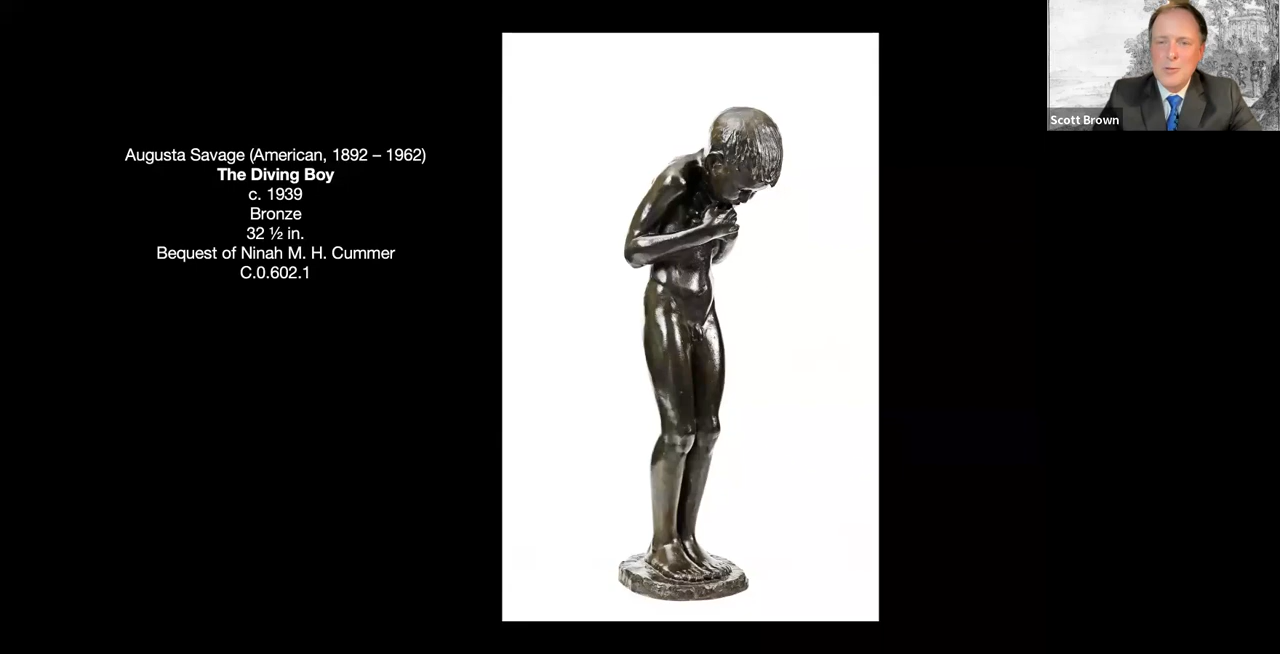 Augusta Savage (American, 1892 – 1962)
The Diving Boy
c. 1939
Bronze
32 ½ in.
Bequest of Ninah M. H. Cummer
C.0.602.1
Scott Brown